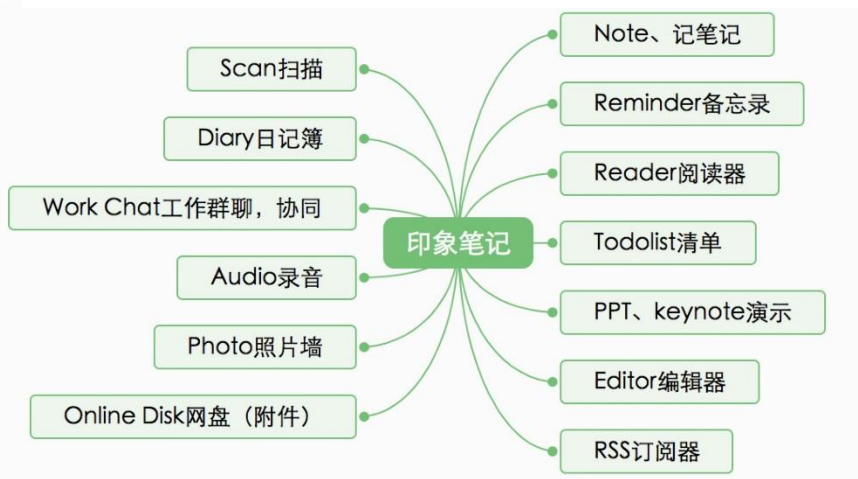 Scan扫描
Diary日记簿
Work Chat工作群聊，协同
Audio录音
Photo照片墙
Online Disk网盘（附件）
印象笔记
Note、记笔记
Reminder备忘录
Reader阅读器
Todolist清单
PPT、keynote演示
Editor编辑器
RSS订阅器